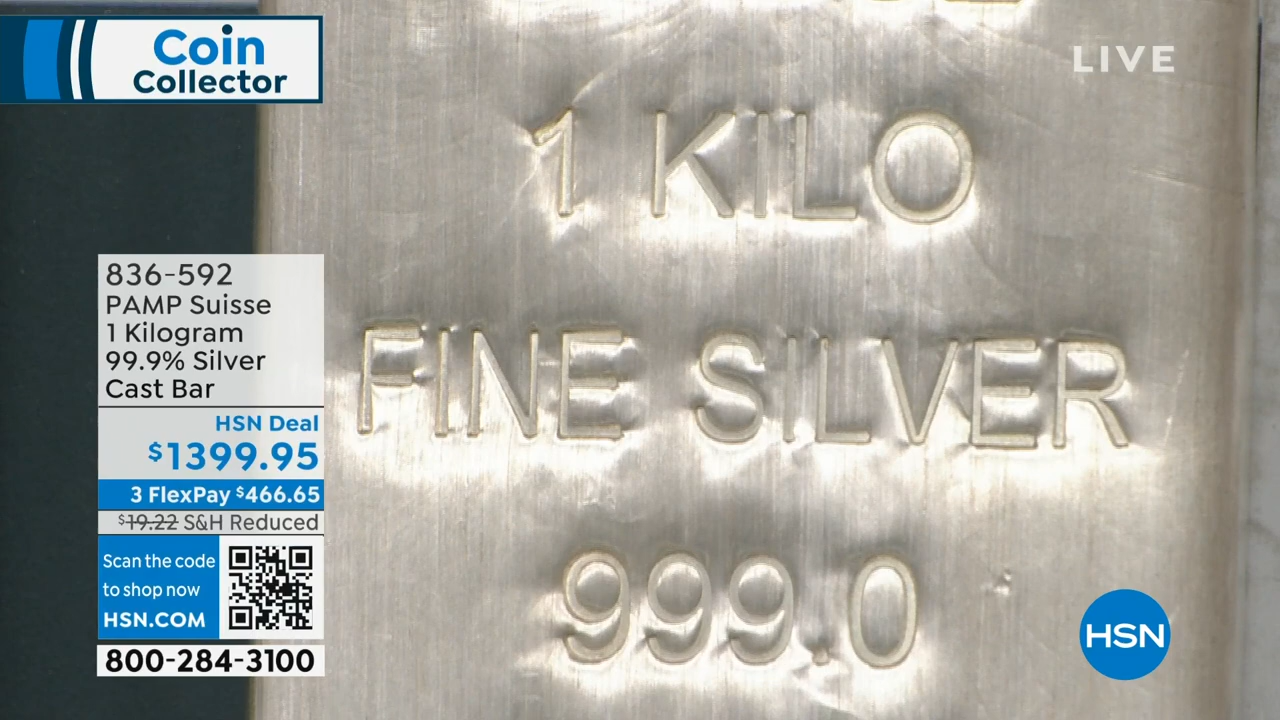 Coin
Collector
LIVE
1 KILO
FINE SILVER
999.0
836-592
PAMP Suisse
1 Kilogram
99.9% Silver
Cast Bar
HSN Deal
$1399.95
3 FlexPay $466.65
$19.22 S&H Reduced
Scan the code
to shop now
HSN.COM
800-284-3100
HSN